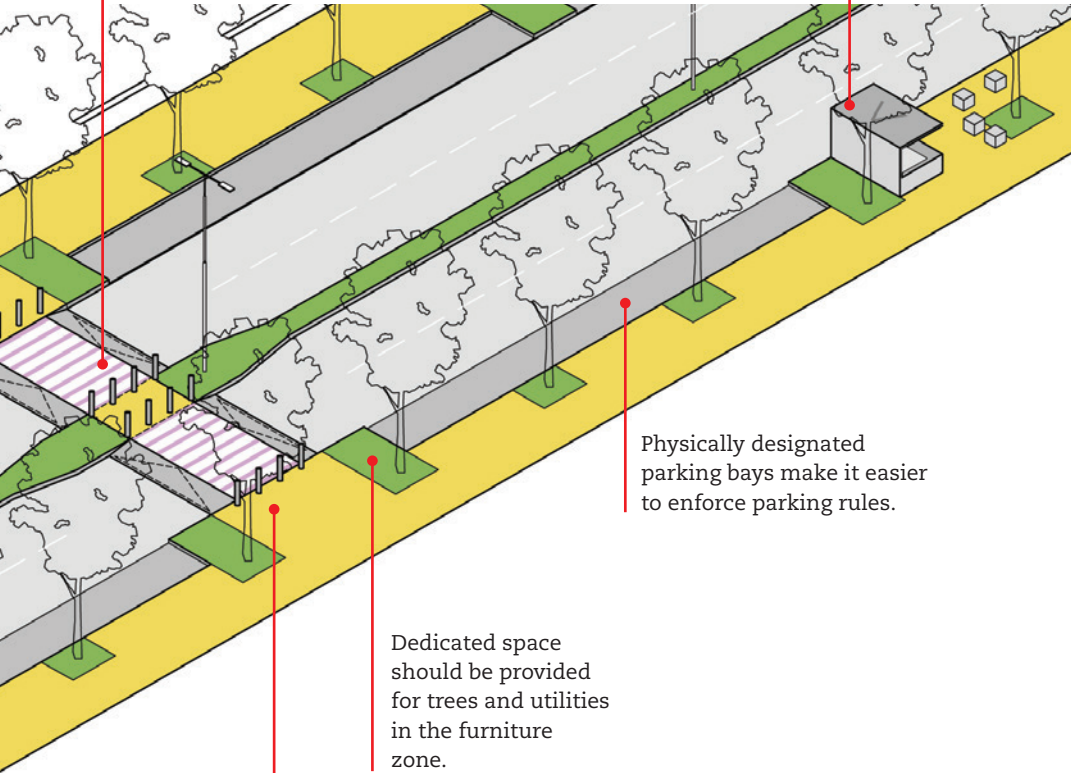 Physically designated
parking bays make it easier
to enforce parking rules.
Dedicated space
should be provided
for trees and utilities
in the furniture
zone.